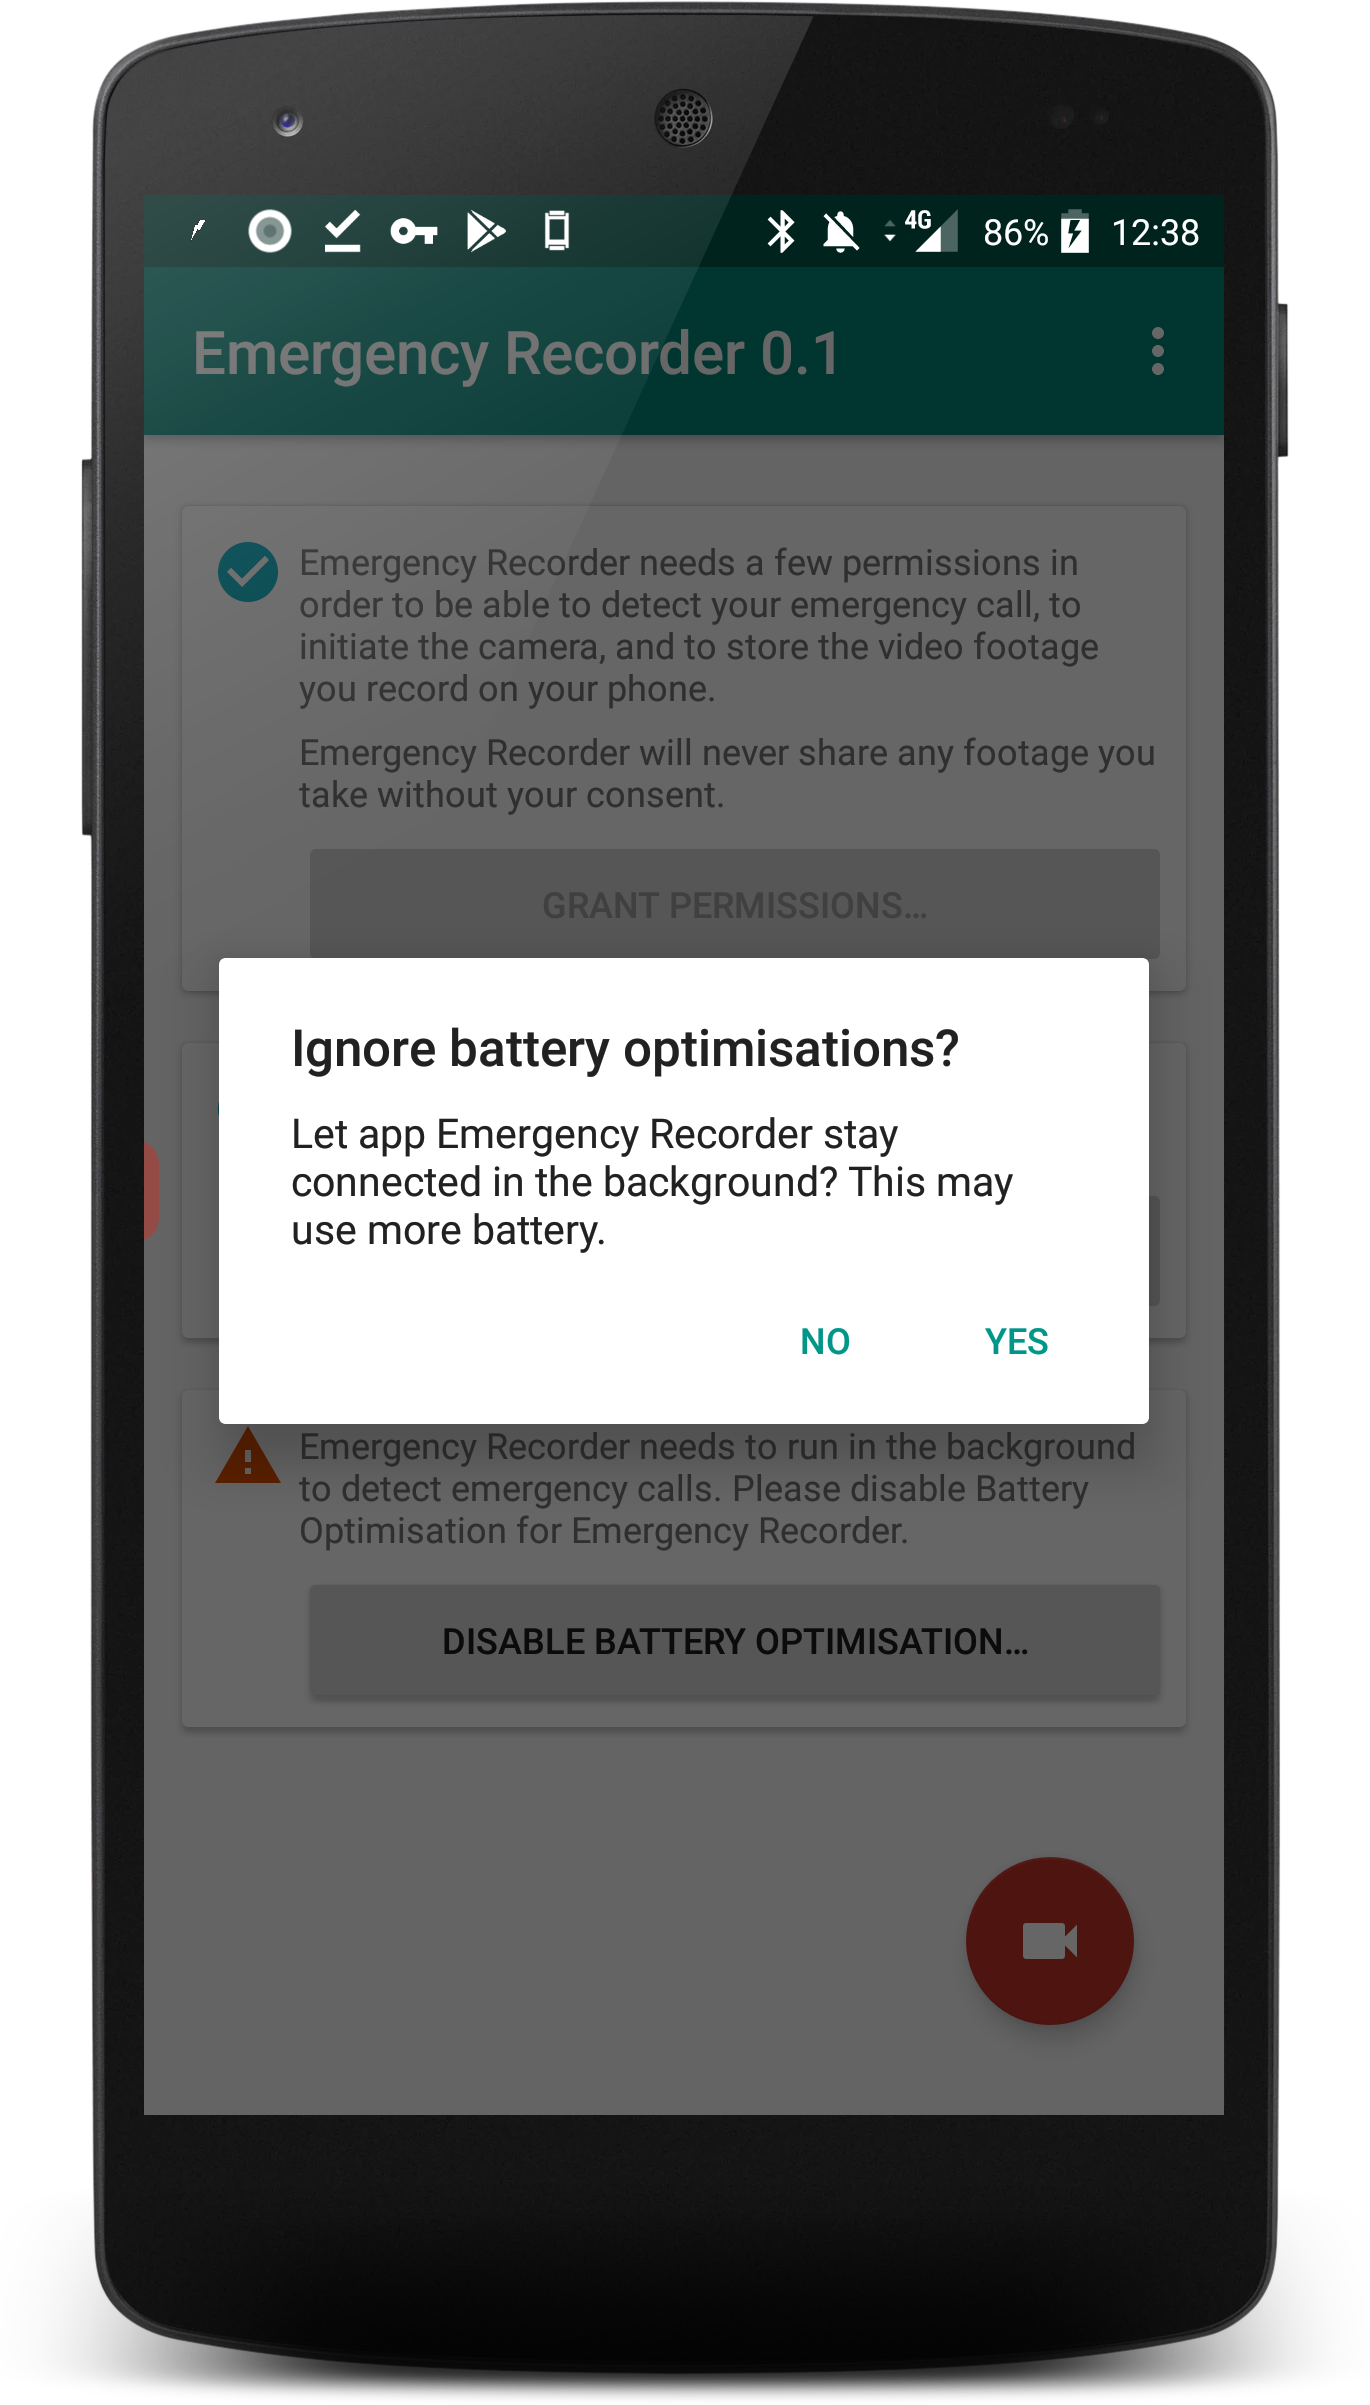 4G
86%
12:38
Emergency Recorder 0.1
Emergency Recorder needs a few permissions in
order to be able to detect your emergency call, to
initiate the camera, and to store the video footage
you record on your phone.
Emergency Recorder will never share any footage you
take without your consent.
GRANT PERMISSIONS...
Ignore battery optimisations?
Let app Emergency Recorder stay
connected in the background? This may
use more battery.
NO
YES
Emergency Recorder needs to run in the background
to detect emergency calls. Please disable Battery
Optimisation for Emergency Recorder.
DISABLE BATTERY OPTIMISATION...